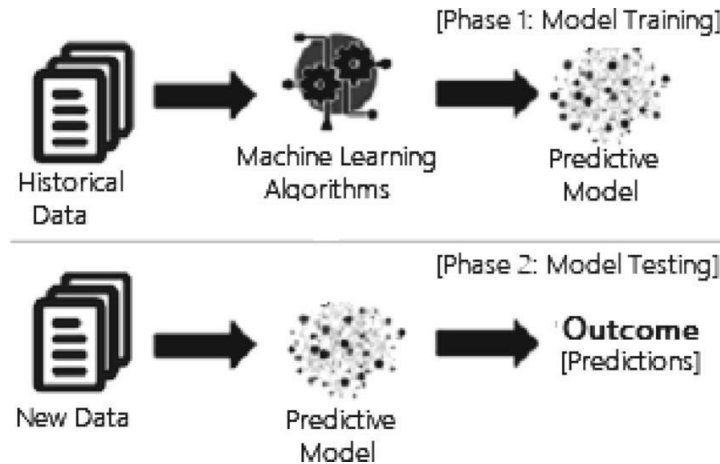 [Phase 1: Model Training]
Historical
Data
Machine Learning
Algorithms
Predictive
Model
[Phase 2: Model Testing]
New Data
Predictive
Model
Outcome
[Predictions]